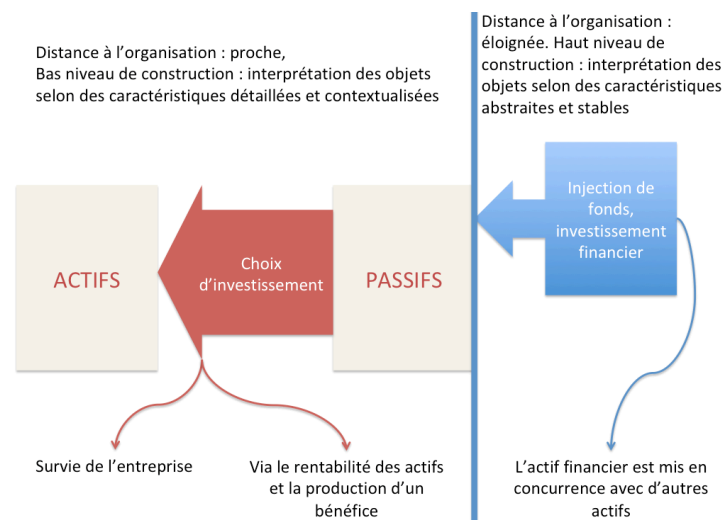 Distance à l'organisation : proche,
Bas niveau de construction : interprétation des objets
selon des caractéristiques détaillées et contextualisées
Distance à l'organisation :
éloignée. Haut niveau de
construction : interprétation des
objets selon des caractéristiques
abstraites et stables
ACTIFS
Choix
d'investissement
PASSIFS
Injection de
fonds,
investissement
financier
Survie de l'entreprise
Via le rentabilité des actifs
et la production d'un
bénéfice
L'actif financier est mis en
concurrence avec d'autres
actifs